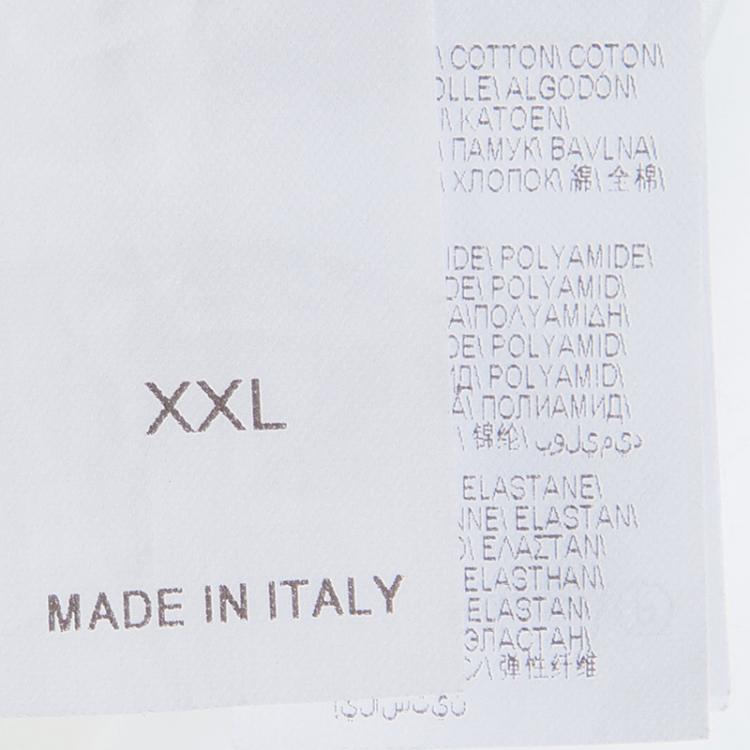 XXL
MADE IN ITALY
\ COTTON\ COTON\
OLLE\ ALGODÓN\
\ KATOEN\
\ ПАМУК\ BAVLNA\
\ ХЛОПОК\ 綿\ 全棉\
IDE\ POLYAMIDE\
DE\ POLYAMID\
A\ΠΟΛΥΑΜΙΔΗ\
DE\ POLYAMID\
ИД\ POLYAMID\
A\ ПОЛИАМИД\
\ 锦纶\
ELASTANE\
NNE\ ELASTAN\
\ ΕΛΑΣΤΑΝ\
ELASTHAN\
ELASTAN\
ЭЛАСТАН\
\ 弹性纤维